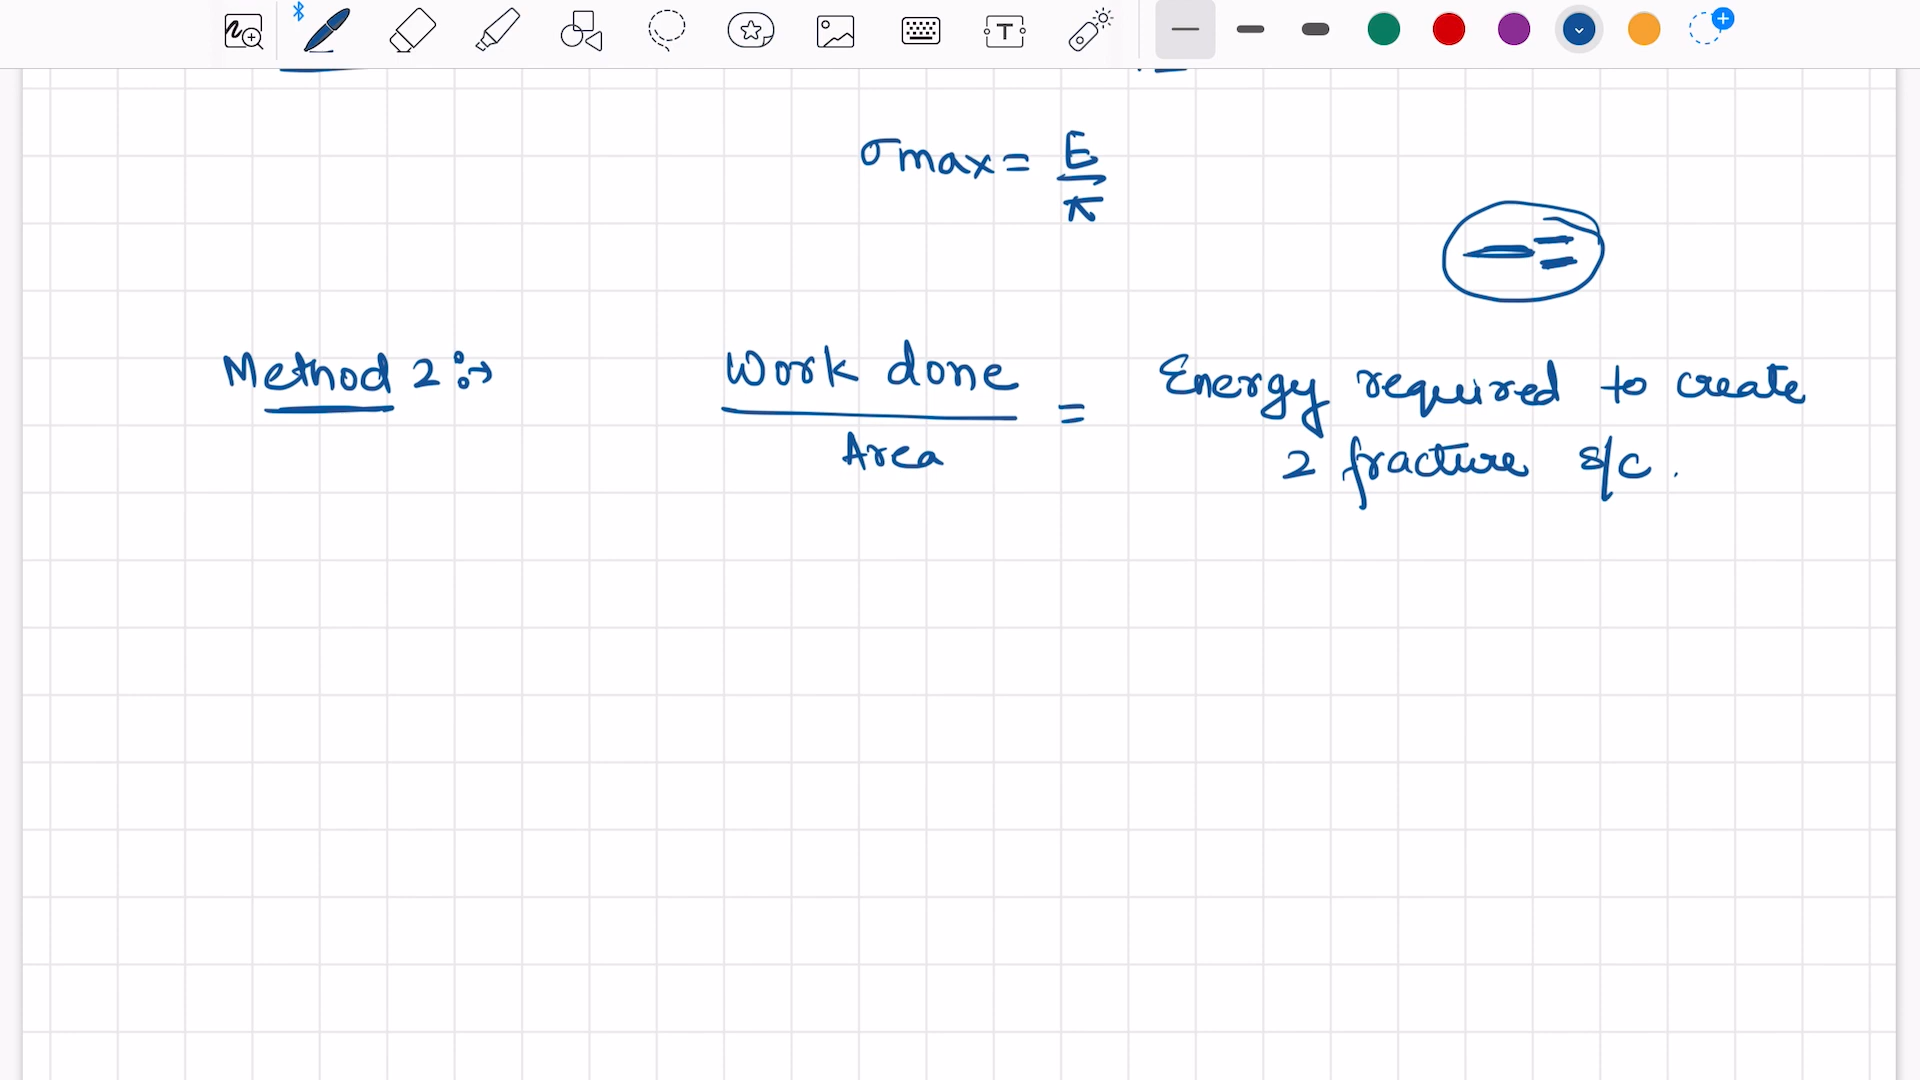 σmax = E/π
Method 2 :→ Work done / Area = Energy required to create
2 fracture s/c .